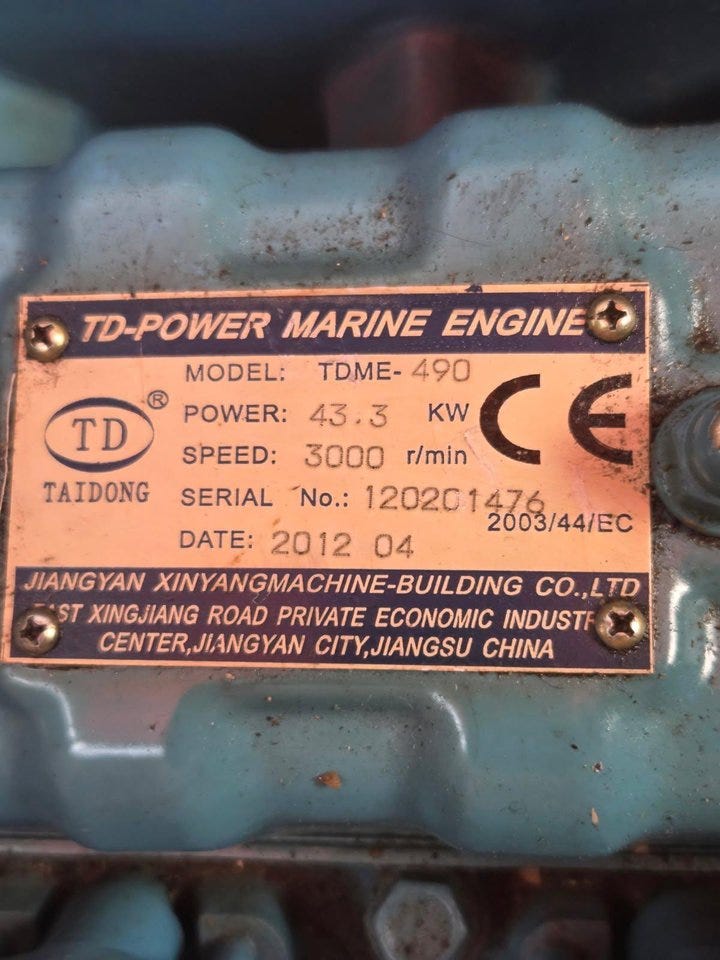 TD-POWER MARINE ENGINE
MODEL: TDME-490
POWER: 43.3 KW
SPEED: 3000 r/min
SERIAL No.: 120201476
2003/44/EC
DATE: 2012 04
TD ®
TAIDONG
CE
JIANGYAN XINYANGMACHINE-BUILDING CO.,LTD
XINGJIANG ROAD PRIVATE ECONOMIC
CENTER,JIANGYAN CITY,JIANGSU CHINA